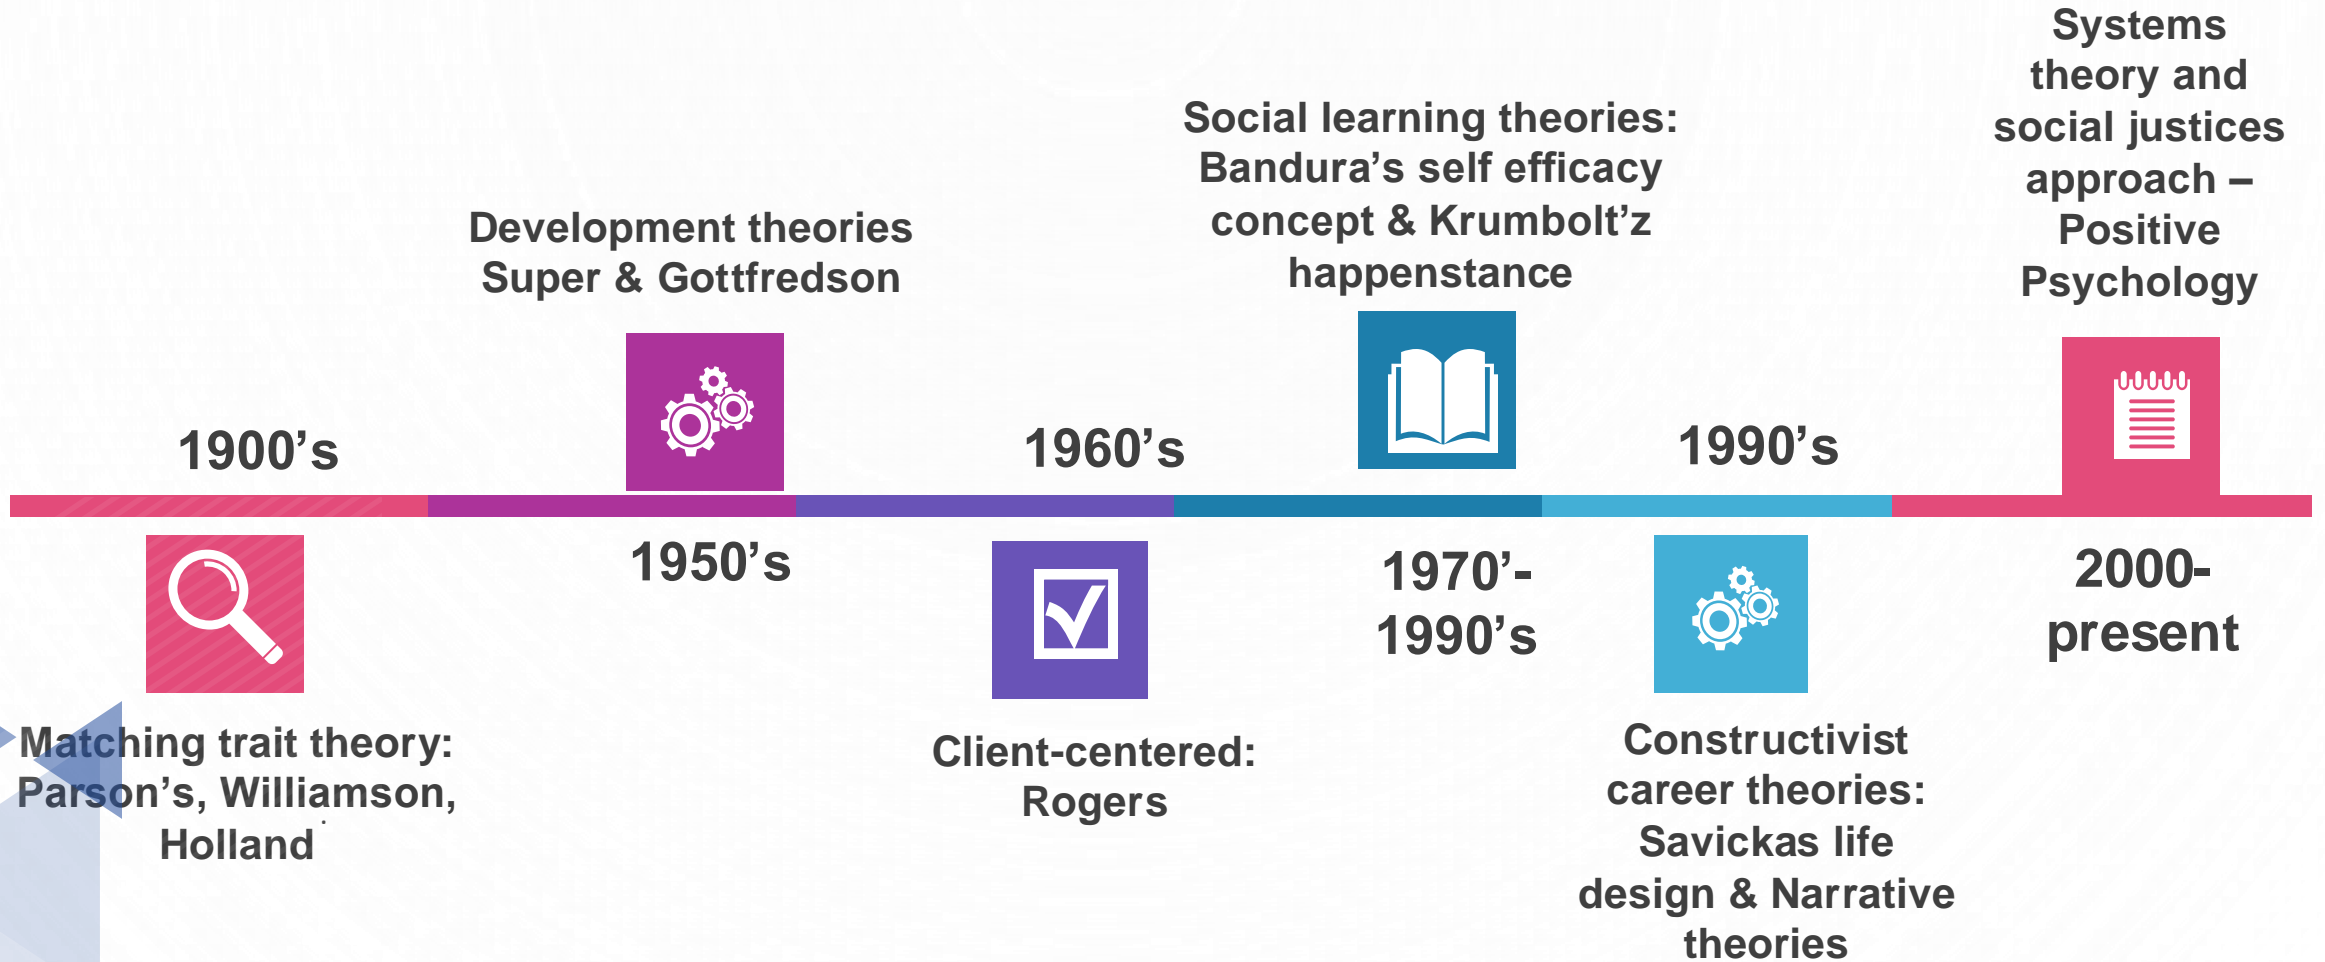 1900’s
Matching trait theory:
Parson’s, Williamson,
Holland
Development theories
Super & Gottfredson
1950’s
1960’s
Client-centered:
Rogers
Social learning theories:
Bandura’s self efficacy
concept & Krumbolt’z
happenstance
1970’-
1990’s
1990’s
Constructivist
career theories:
Savickas life
design & Narrative
theories
Systems
theory and
social justices
approach –
Positive
Psychology
2000-
present